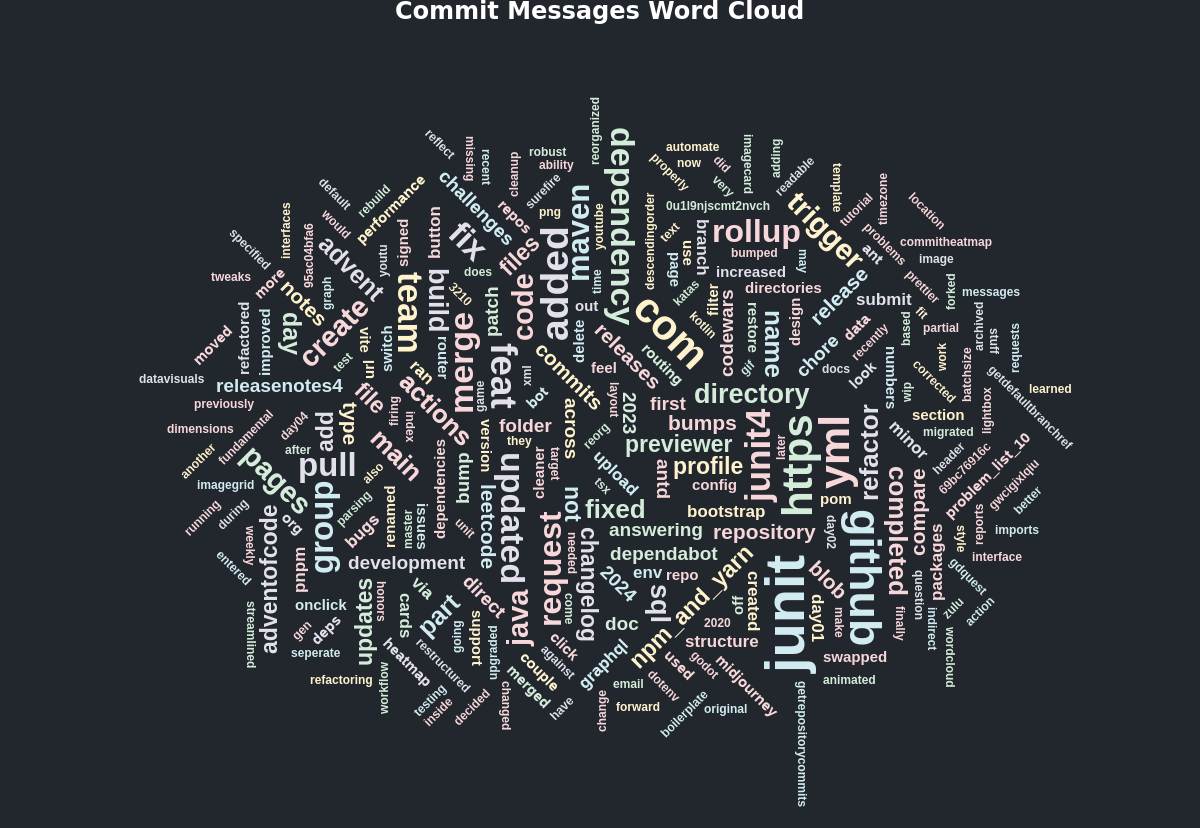 Commit Messages Word Cloud
reorganized
dependency
reflect
missing
recent
cleanup
robust
ability
surefire
automate
now
properly
did
very
imagecard
adding
readable
template
tutorial
timezone
location
default
rebuild
performance
challenges
repos
png
maven
youtube
descendingorder
text
0u1l9njscmt2nvch
trigger
problems
commitheatmap
image
interfaces
would
specified
signed
button
fix
files
added
time
esn
branch
rollup
bumped
may
ant
prettier
forked
messages
tweaks
more
95ac04bfa6
advent
youtu
does
page
increased
directories
release
submit
archived
graph
notes
team
build
3210
patch
code
out
com
katas
filter
codewars
restore
design
name
data
fit
based
partial
moved
refactored
improved
day
create
vite
switch
router
merge
feat
delete
releases
routing
kotlin
gif
chore
recently
work
batchsize
ruff
requests
datavisuals
releasenotes4
test
url
ran
game
xml
bot
commits
feel
layout
directory
docs
look
numbers
wip
corrected
getdefaultbranchref
learned
previously
file
firing
actions
xepini
version
folder
they
across
reorg
2023
first
bumps
junit4
later
section
migrated
lightbox
dimensions
fundamental
day04
add
type
main
cleaner
target
previewer
https
yml
refactor
minor
header
problem_list_10
another
after
pull
also
dependencies
bump
upload
tsx
antd
profile
config
69bc76916c
gwcigixlqiu
imagegrid
pages
parsing
renamed
leetcode
updated
not
fixed
bootstrap
pom
completed
compare
better
running
during
org
group
bugs
master
sensei
unit
request
needed
changelog
answering
repository
day02
bunutig
packages
style
reports
imports
weekly
adventofcode
development
dependabot
interface
entered
pnpm
via
direct
java
come
2024
env
repo
npm_and_yarn
junit
blob
question
indirect
gdquest
streamlined
onclick
hours
cards
part
sql
off
created
day01
make
finally
zulu
action
gen
deps
updates
going
support
upgraded
click
doc
2020
structure
seperate
heatmap
restructured
against
graphql
used
godot
midjourney
swapped
wordcloud
refactoring
workflow
testing
inside
decided
changed
couple
merged
have
email
dotenv
animated
change
forward
boilerplate
original
getrepositorycommits